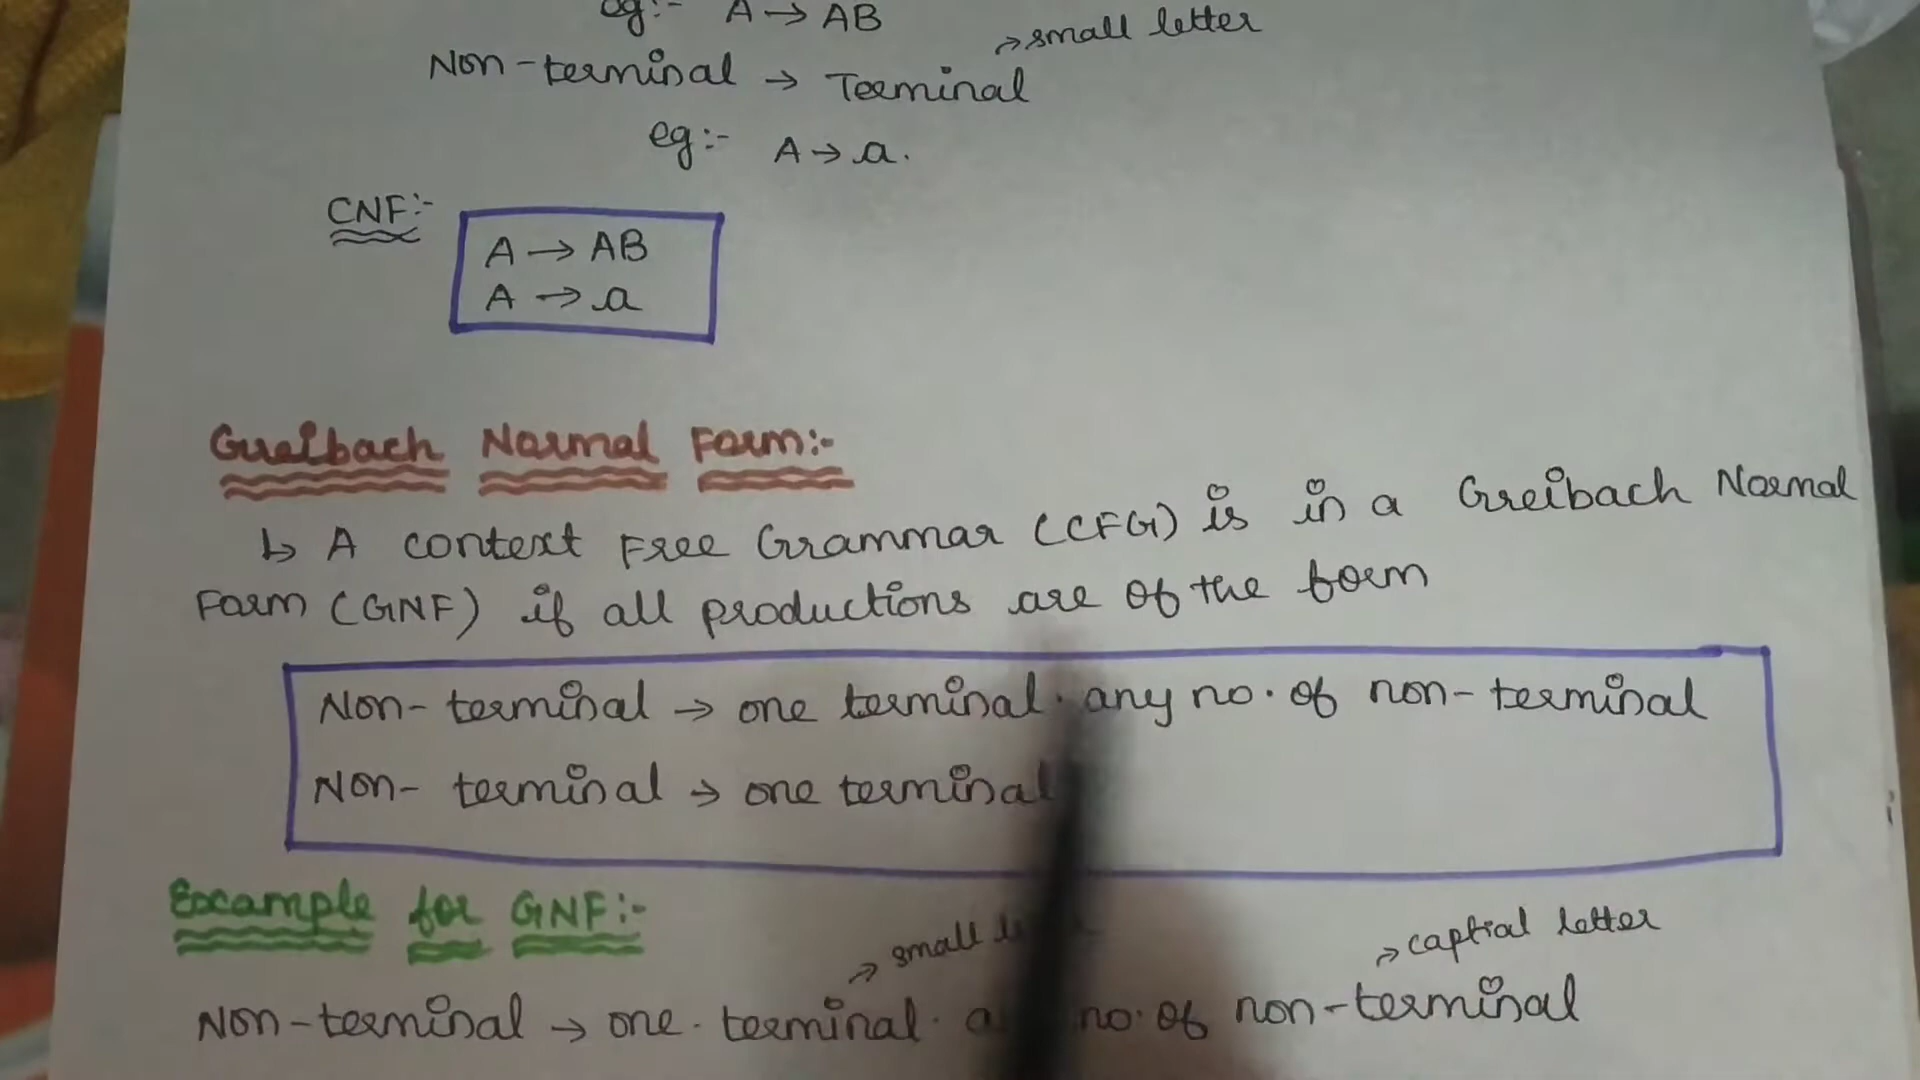 eg:- A → AB
↗ small letter
Non-terminal → Terminal
eg:- A → a.
CNF:-
A → AB
A → a
Greibach Normal Form:-
↳ A context Free Grammar (CFG) is in a Greibach Normal
Form (GNF) if all productions are of the form
Non-terminal → one terminal. any no. of non-terminal
Non-terminal → one terminal
Example for GNF:-
↗ small
↗ captial letter
Non-terminal → one. terminal. no. of non-terminal